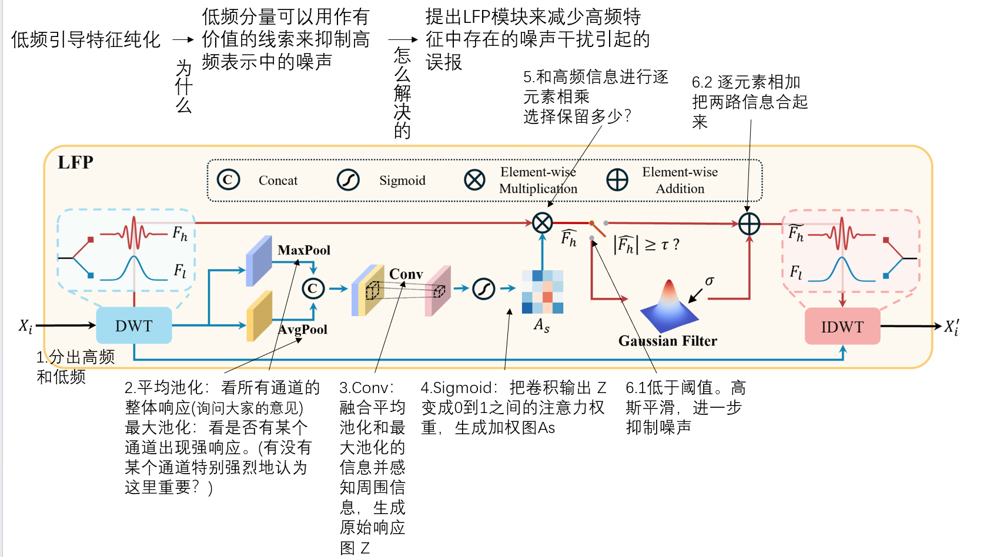 低频引导特征纯化
为什么
低频分量可以用作有
价值的线索来抑制高
频表示中的噪声
怎么解决的
提出LFP模块来减少高频特
征中存在的噪声干扰引起的
误报
5.和高频信息进行逐
元素相乘
选择保留多少？
6.2 逐元素相加
把两路信息合起
来
LFP
C Concat
Sigmoid
Element-wise
Multiplication
Element-wise
Addition
F_h
F_l
MaxPool
C
AvgPool
Conv
A_s
\widehat{F_h}
|\widehat{F_h}| ≥ τ ?
σ
Gaussian Filter
\widetilde{F_h}
F_l
X_i
DWT
IDWT
X_i'
1.分出高频
和低频
2.平均池化：看所有通道的
整体响应(询问大家的意见)
最大池化：看是否有某个
通道出现强响应。(有没有
某个通道特别强烈地认为
这里重要？)
3.Conv：
融合平均
池化和最
大池化的
信息并感
知周围信
息，生成
原始响应
图 Z
4.Sigmoid：把卷积输出 Z
变成0到1之间的注意力权
重，生成加权图As
6.1低于阈值。高
斯平滑，进一步
抑制噪声